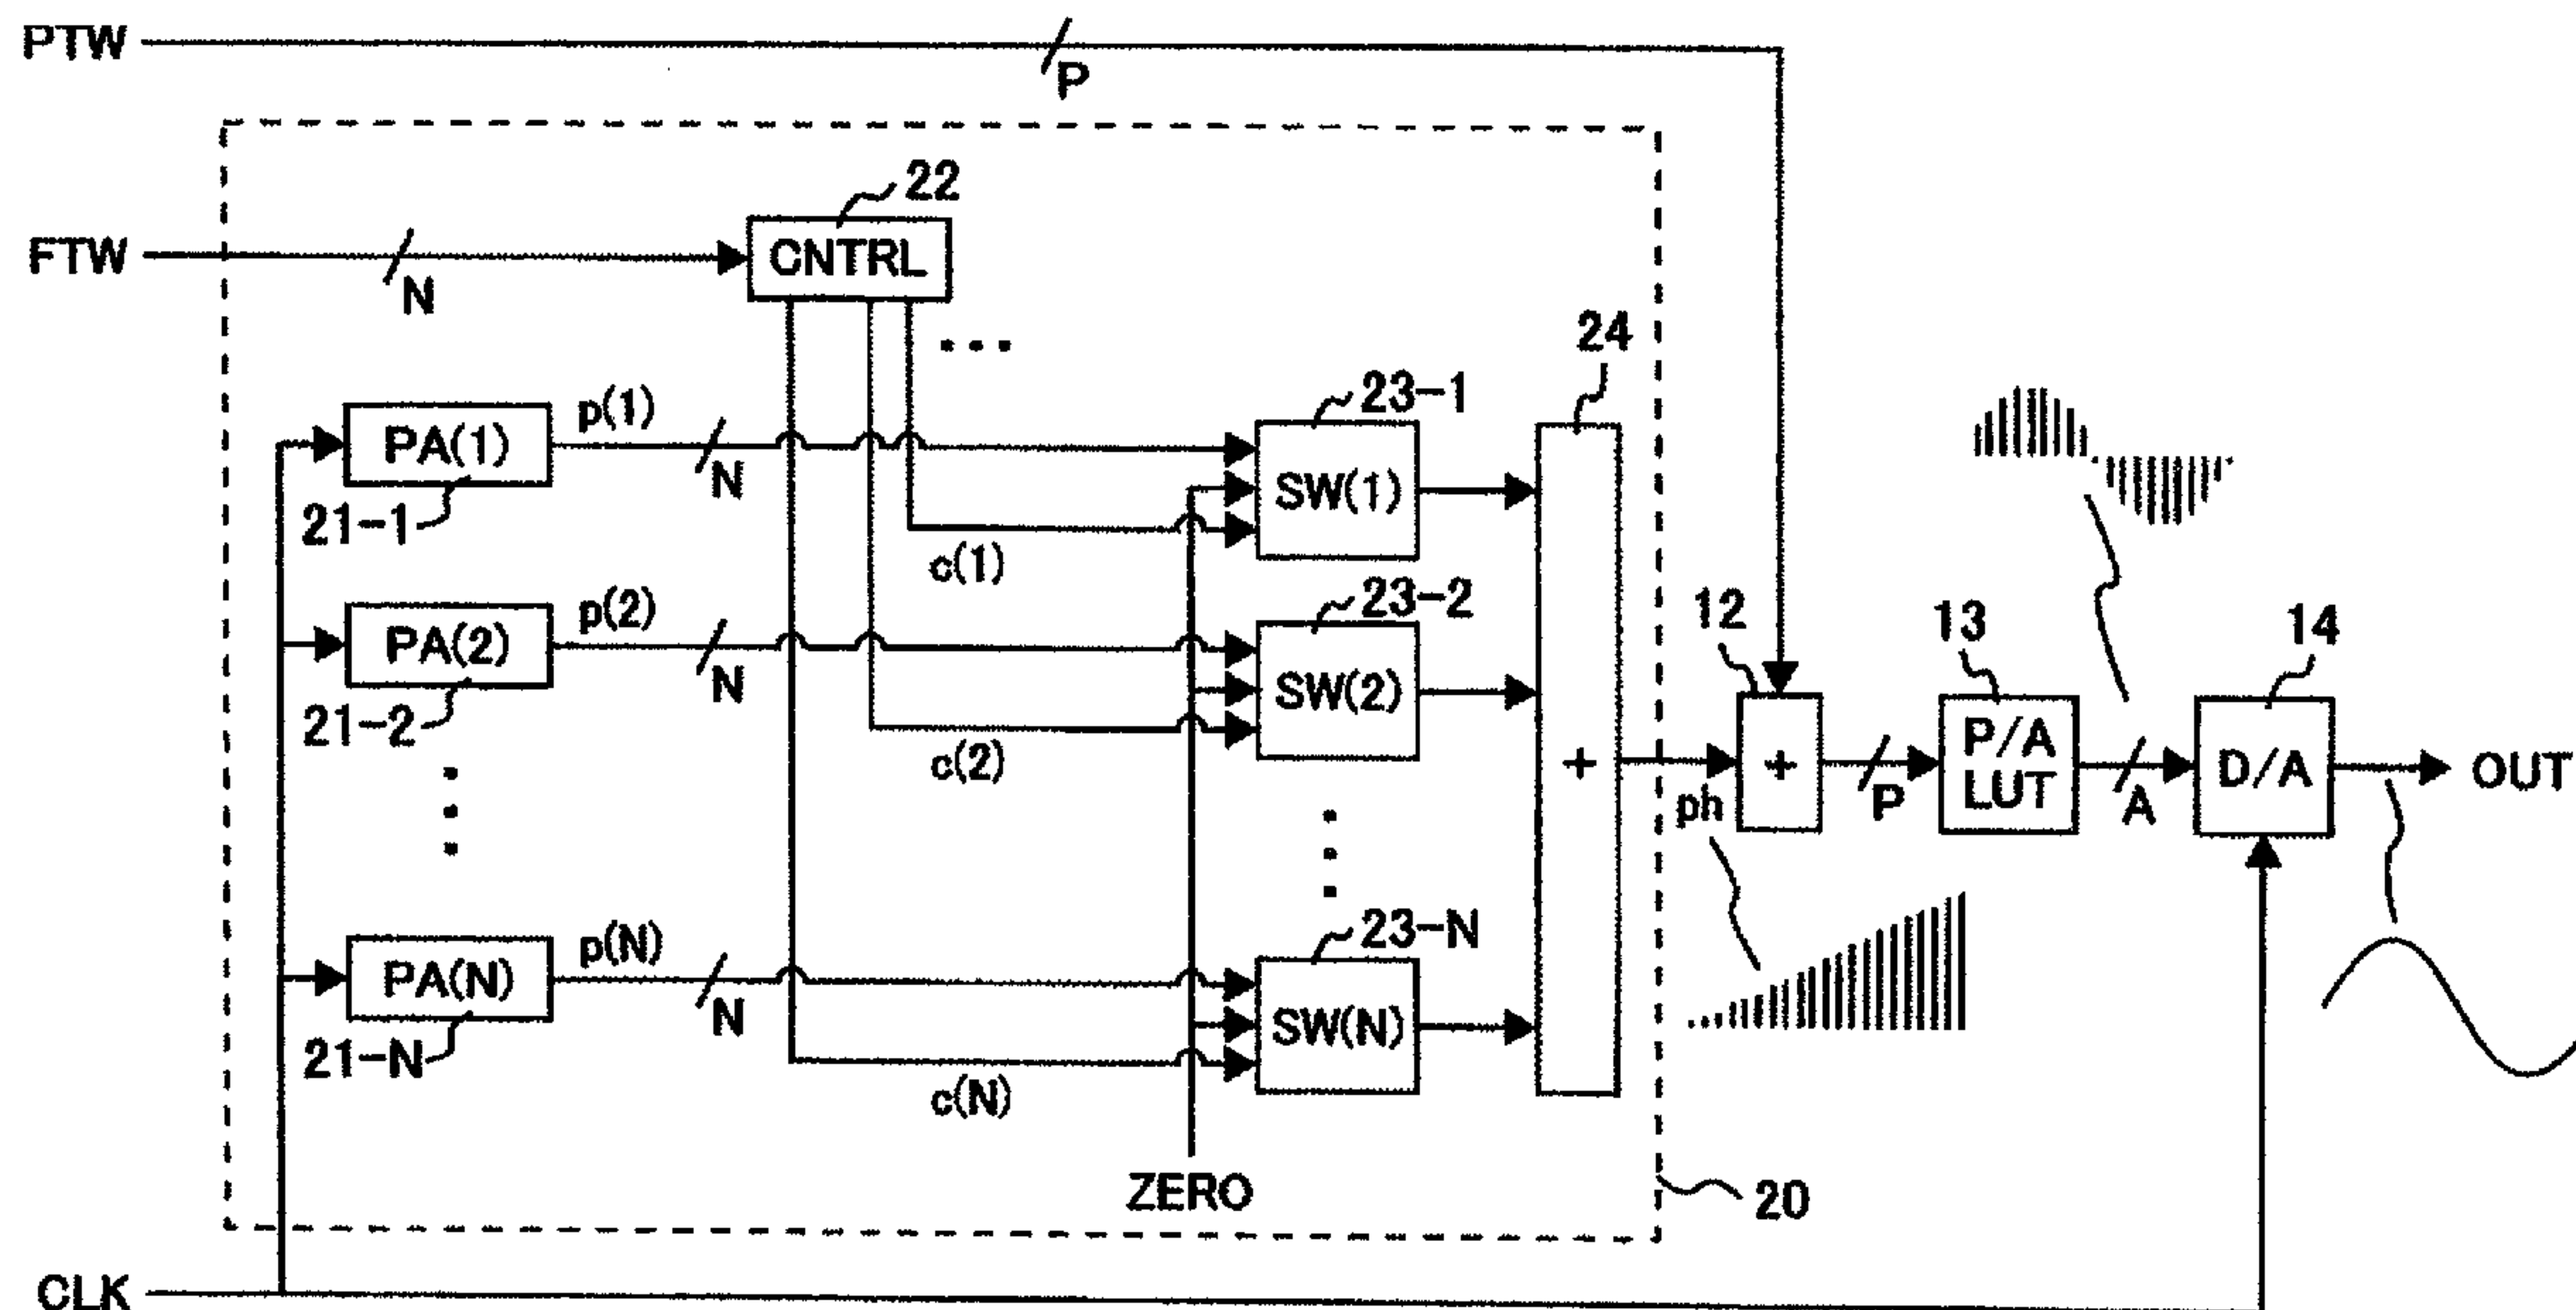 PTW
P
22
FTW
N
CNTRL
...
24
23-1
p(1)
PA(1)
N
SW(1)
21-1
c(1)
23-2
p(2)
PA(2)
N
SW(2)
21-2
c(2)
12
13
14
+
ph
+
P
P/A
LUT
A
D/A
OUT
23-N
p(N)
PA(N)
N
SW(N)
21-N
c(N)
ZERO
20
CLK